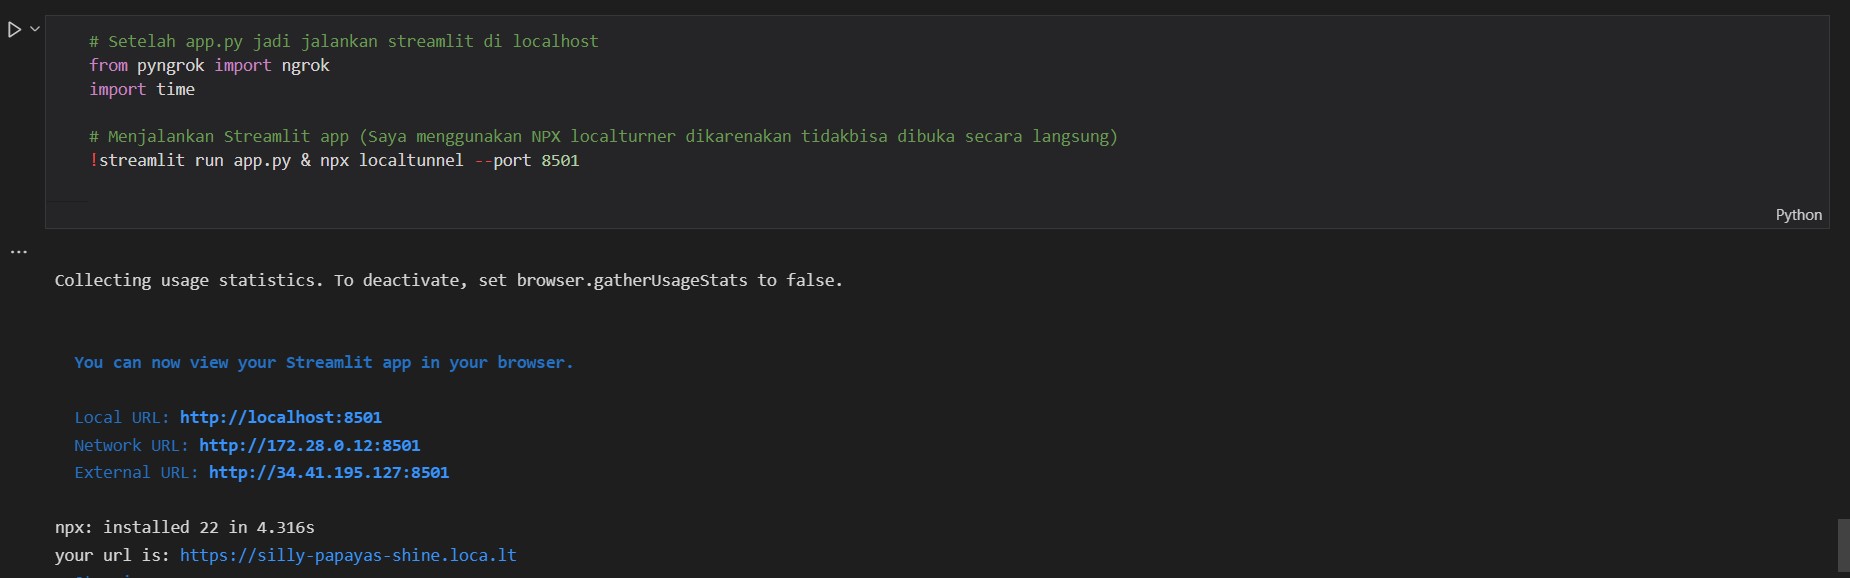 # Setelah app.py jadi jalankan streamlit di localhost
from pyngrok import ngrok
import time
# Menjalankan Streamlit app (Saya menggunakan NPX localturner dikarenakan tidakbisa dibuka secara langsung)
!streamlit run app.py & npx localtunnel --port 8501
Python
...
Collecting usage statistics. To deactivate, set browser.gatherUsageStats to false.
You can now view your Streamlit app in your browser.
Local URL: http://localhost:8501
Network URL: http://172.28.0.12:8501
External URL: http://34.41.195.127:8501
npx: installed 22 in 4.316s
your url is: https://silly-papayas-shine.loca.lt